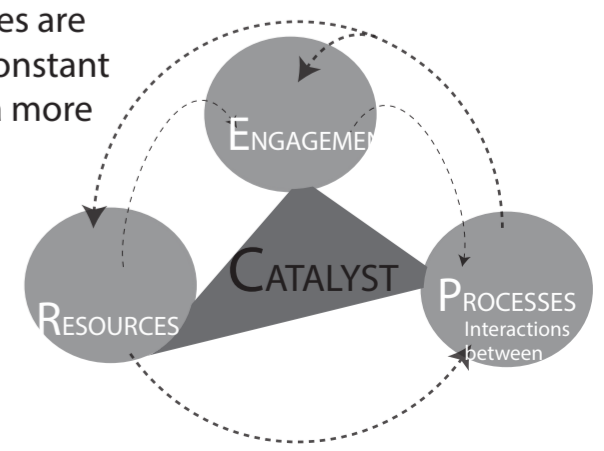 es are
onstant
more
ENGAGEMEN
CATALYST
RESOURCES
PROCESSES
Interactions
between